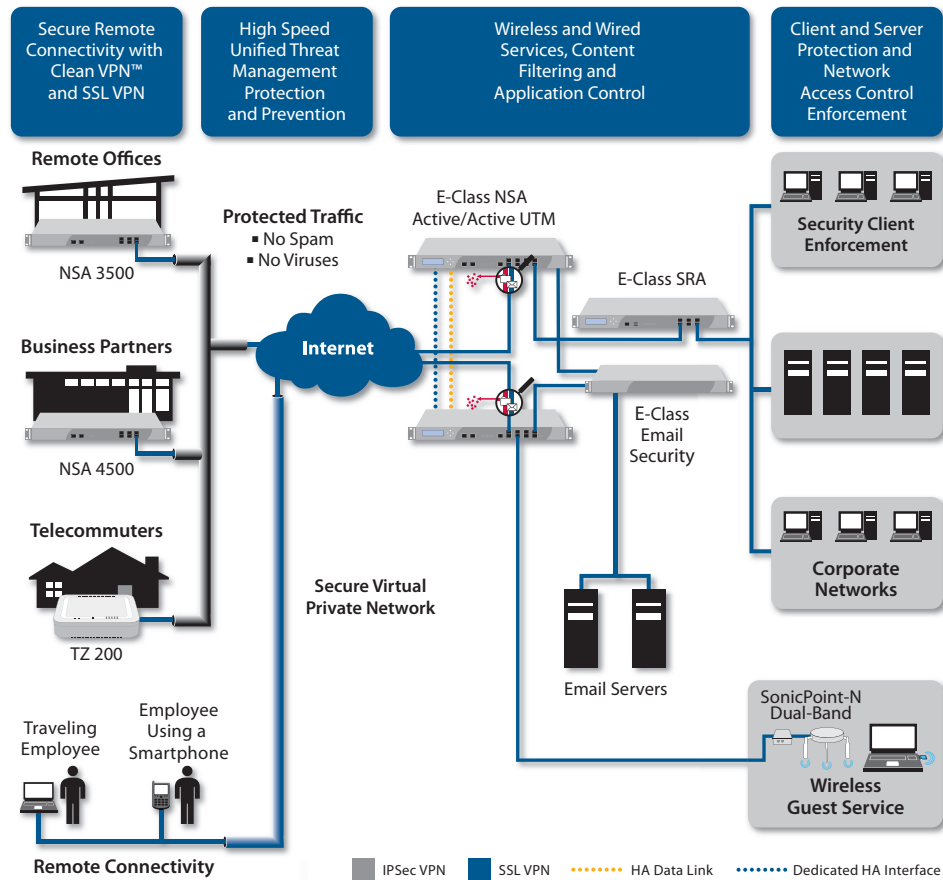 Secure Remote
Connectivity with
Clean VPN™
and SSL VPN
High Speed
Unified Threat
Management
Protection
and Prevention
Wireless and Wired
Services, Content
Filtering and
Application Control
Client and Server
Protection and
Network
Access Control
Enforcement
Remote Offices
NSA 3500
Protected Traffic
▪ No Spam
▪ No Viruses
E-Class NSA
Active/Active UTM
E-Class SRA
Security Client
Enforcement
Business Partners
NSA 4500
Internet
E-Class
Email
Security
Telecommuters
TZ 200
Secure Virtual
Private Network
Corporate
Networks
Email Servers
Traveling
Employee
Employee
Using a
Smartphone
Remote Connectivity
SonicPoint-N
Dual-Band
Wireless
Guest Service
IPSec VPN
SSL VPN
HA Data Link
Dedicated HA Interface